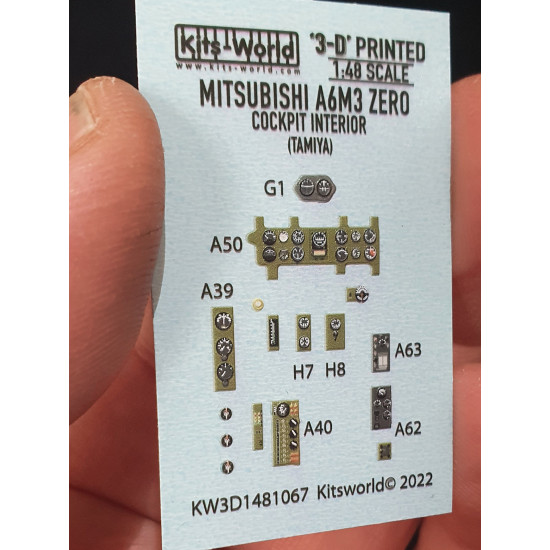 Kits-World
www.kits-world.com
"3-D" PRINTED
1:48 SCALE
MITSUBISHI A6M3 ZERO
COCKPIT INTERIOR
(TAMIYA)
G1
A50
A39
H7 H8
A63
A40
A62
KW3D1481067 Kitsworld© 2022